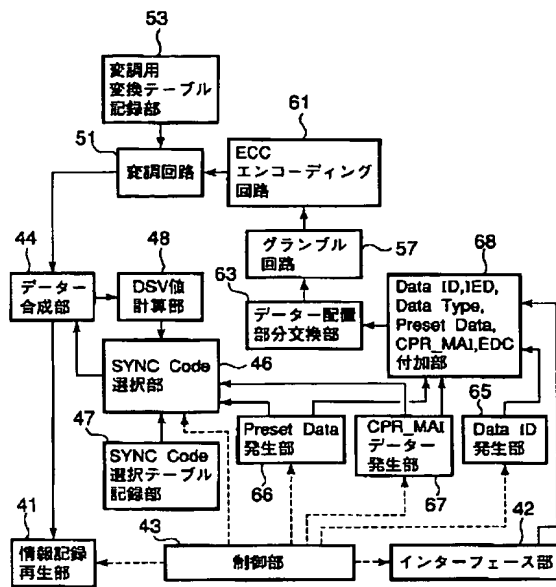 53
変調用
変換テーブル
記録部
61
51
ECC
エンコーディング
回路
変調回路
44
48
グランブル
回路
57
68
データー
合成部
DSV値
計算部
63
データー配置
部分交換部
Data ID,IED,
Data Type,
Preset Data,
CPR_MAI,EDC
付加部
SYNC Code
選択部
46
65
47
SYNC Code
選択テーブル
記録部
Preset Data
発生部
66
CPR_MAI
データー
発生部
67
Data ID
発生部
41
43
42
情報記録
再生部
制御部
インターフェース部